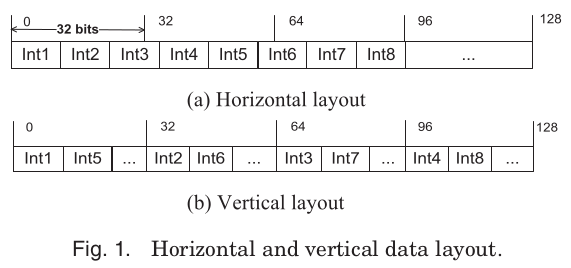 0 32 64 96 128
32 bits
Int1 Int2 Int3 Int4 Int5 Int6 Int7 Int8 ...
(a) Horizontal layout
0 32 64 96 128
Int1 Int5 ... Int2 Int6 ... Int3 Int7 ... Int4 Int8 ...
(b) Vertical layout
Fig. 1. Horizontal and vertical data layout.